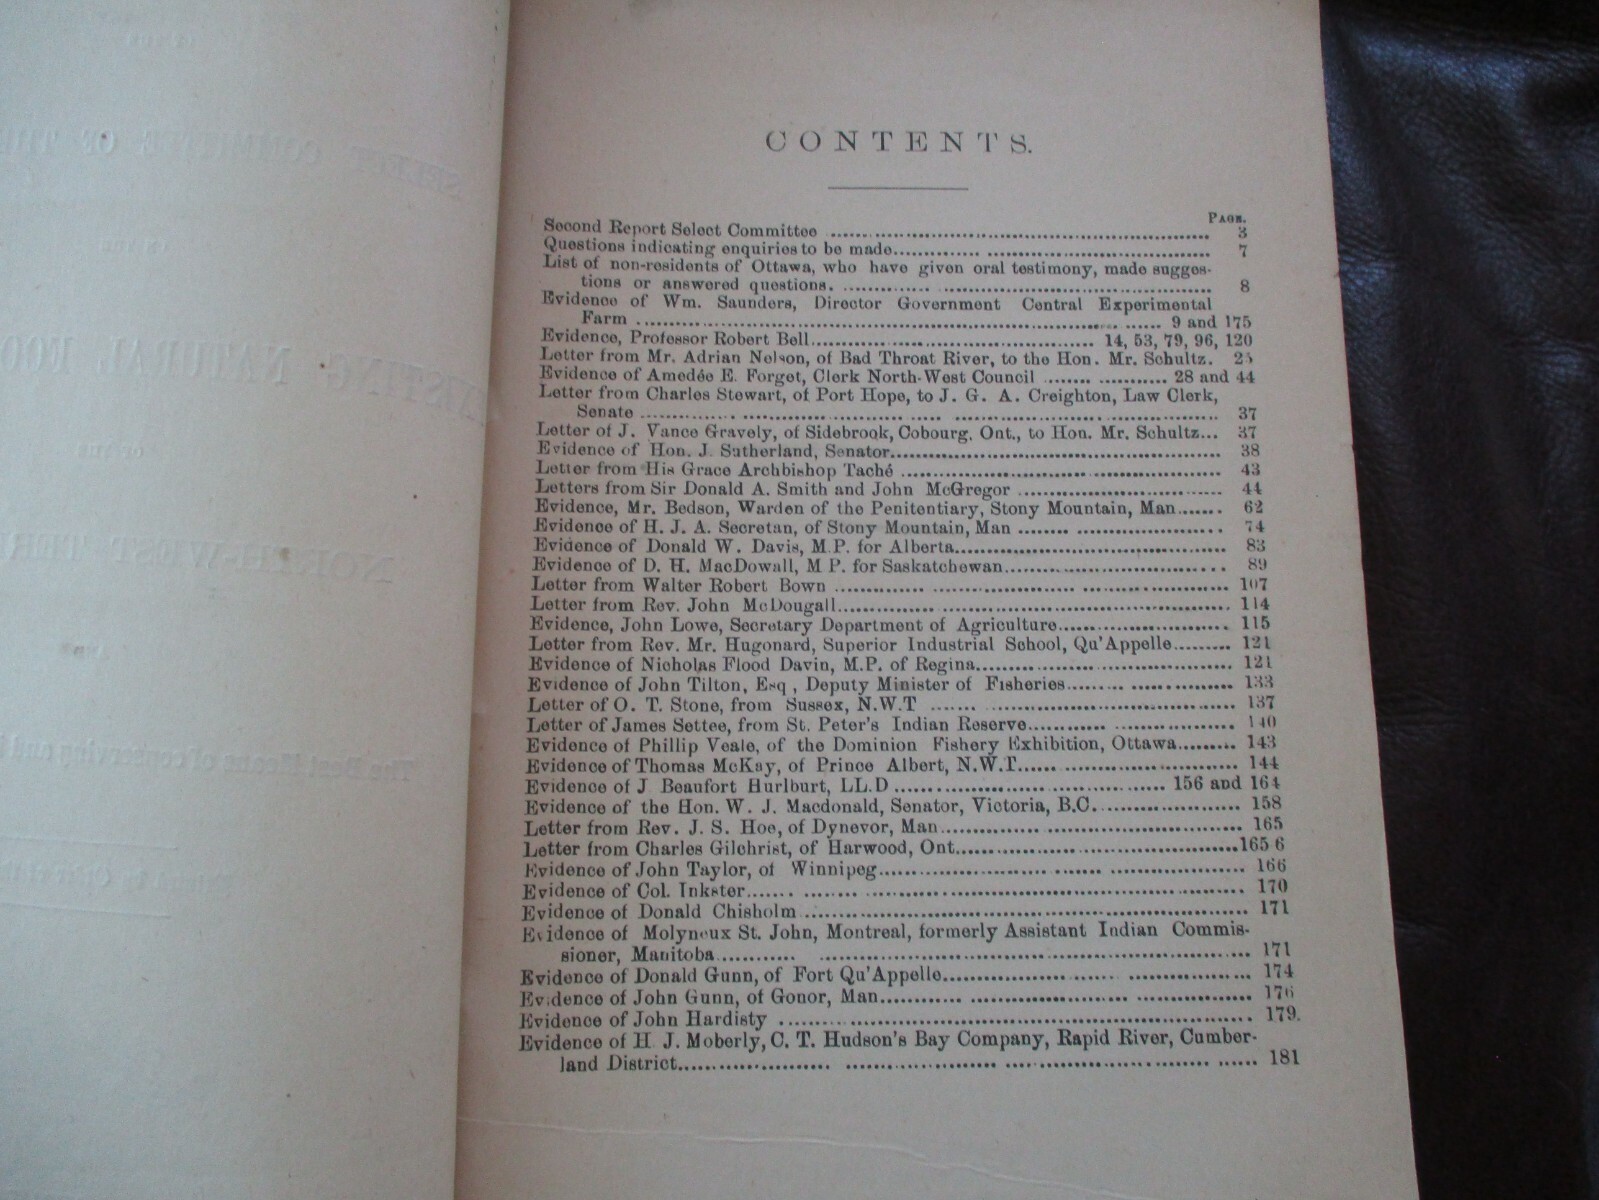 CONTENTS.
PAGE.
Second Report Select Committee ........ 3
Questions indicating enquiries to be made........ 7
List of non-residents of Ottawa, who have given oral testimony, made sugges-
tions or answered questions. ........ 8
Evidence of Wm. Saunders, Director Government Central Experimental
Farm ........ 9 and 175
Evidence, Professor Robert Bell........ 14, 53, 79, 96, 120
Letter from Mr. Adrian Nelson, of Bad Throat River, to the Hon. Mr. Schultz.
Evidence of Amedée E. Forget, Clerk North-West Council ........ 28 and 44
Letter from Charles Stewart, of Port Hope, to J. G. A. Creighton, Law Clerk,
Senate ........ 37
Letter of J. Vance Gravely, of Sidebrook, Cobourg, Ont., to Hon. Mr. Schultz... 37
Evidence of Hon. J. Sutherland, Senator........ 38
Letter from His Grace Archbishop Taché ........ 43
Letters from Sir Donald A. Smith and John McGregor ........ 44
Evidence, Mr. Bedson, Warden of the Penitentiary, Stony Mountain, Man....... 62
Evidence of H. J. A. Secretan, of Stony Mountain, Man ........ 74
Evidence of Donald W. Davis, M.P. for Alberta........ 83
Evidence of D. H. MacDowall, M P. for Saskatchewan........ 89
Letter from Walter Robert Bown ........ 107
Letter from Rev. John McDougall........ 114
Evidence, John Lowe, Secretary Department of Agriculture........ 115
Letter from Rev. Mr. Hugonard, Superior Industrial School, Qu'Appelle........ 121
Evidence of Nicholas Flood Davin, M.P. of Regina........ 121
Evidence of John Tilton, Esq , Deputy Minister of Fisheries........ 133
Letter of O. T. Stone, from Sussex, N.W.T ........ 137
Letter of James Settee, from St. Peter's Indian Reserve........ 140
Evidence of Phillip Veale, of the Dominion Fishery Exhibition, Ottawa........ 143
Evidence of Thomas McKay, of Prince Albert, N.W.T........ 144
Evidence of J Beaufort Hurlburt, LL.D ........ 156 and 164
Evidence of the Hon. W. J. Macdonald, Senator, Victoria, B.C......... 158
Letter from Rev. J. S. Hoe, of Dynevor, Man........ 165
Letter from Charles Gilchrist, of Harwood, Ont........165 6
Evidence of John Taylor, of Winnipeg........ 166
Evidence of Col. Inkster........ 170
Evidence of Donald Chisholm ........ 171
Evidence of Molyneux St. John, Montreal, formerly Assistant Indian Commis-
sioner, Manitoba........ 171
Evidence of Donald Gunn, of Fort Qu'Appelle........ 174
Evidence of John Gunn, of Gonor, Man........ 176
Evidence of John Hardisty ........ 179.
Evidence of H J. Moberly, C. T. Hudson's Bay Company, Rapid River, Cumber-
land District........ 181